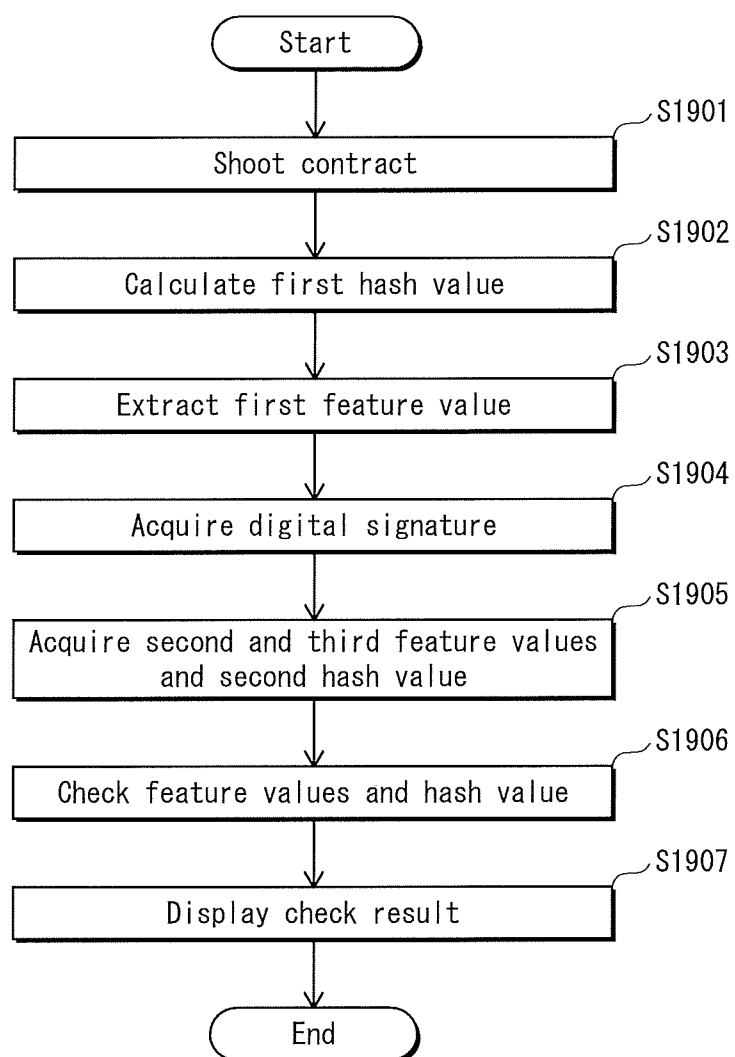 Start
S1901
Shoot contract
S1902
Calculate first hash value
S1903
Extract first feature value
S1904
Acquire digital signature
S1905
Acquire second and third feature values
and second hash value
S1906
Check feature values and hash value
S1907
Display check result
End